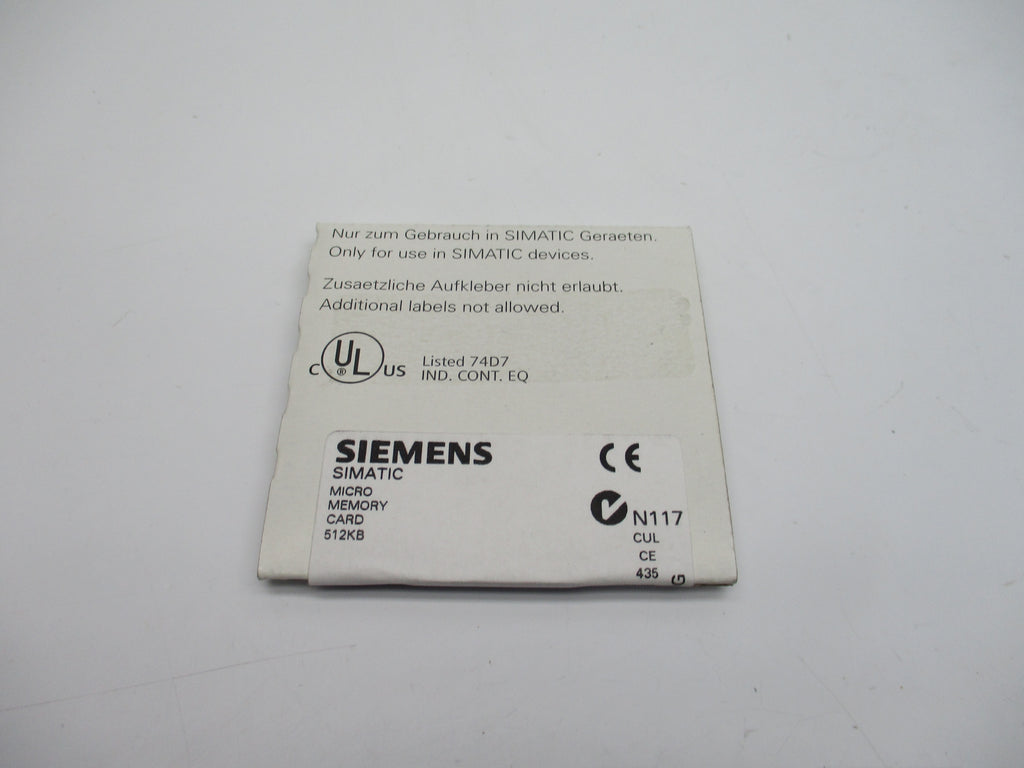 Nur zum Gebrauch in SIMATIC Geraeten.
Only for use in SIMATIC devices.
Zusaetzliche Aufkleber nicht erlaubt.
Additional labels not allowed.
C UL ® US
Listed 74D7
IND. CONT. EQ
SIEMENS
SIMATIC
MICRO
MEMORY
CARD
512KB
CE
N117
CUL
CE
435
G